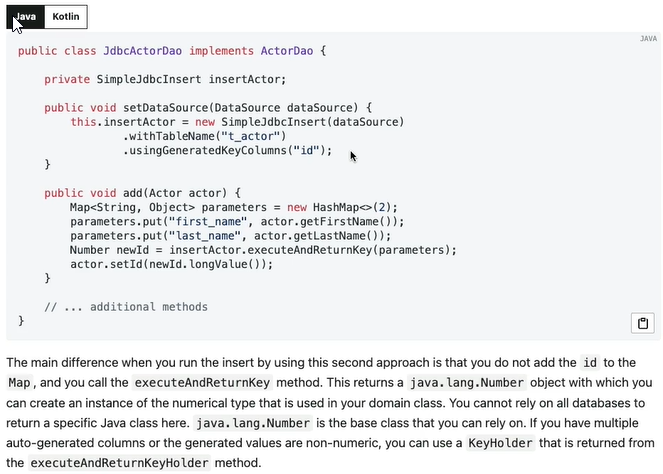 Java Kotlin
JAVA
public class JdbcActorDao implements ActorDao {
    private SimpleJdbcInsert insertActor;
    public void setDataSource(DataSource dataSource) {
        this.insertActor = new SimpleJdbcInsert(dataSource)
                .withTableName("t_actor")
                .usingGeneratedKeyColumns("id");
    }
    public void add(Actor actor) {
        Map<String, Object> parameters = new HashMap<>(2);
        parameters.put("first_name", actor.getFirstName());
        parameters.put("last_name", actor.getLastName());
        Number newId = insertActor.executeAndReturnKey(parameters);
        actor.setId(newId.longValue());
    }
    // ... additional methods
}
The main difference when you run the insert by using this second approach is that you do not add the id to the
Map, and you call the executeAndReturnKey method. This returns a java.lang.Number object with which you
can create an instance of the numerical type that is used in your domain class. You cannot rely on all databases to
return a specific Java class here. java.lang.Number is the base class that you can rely on. If you have multiple
auto-generated columns or the generated values are non-numeric, you can use a KeyHolder that is returned from
the executeAndReturnKeyHolder method.